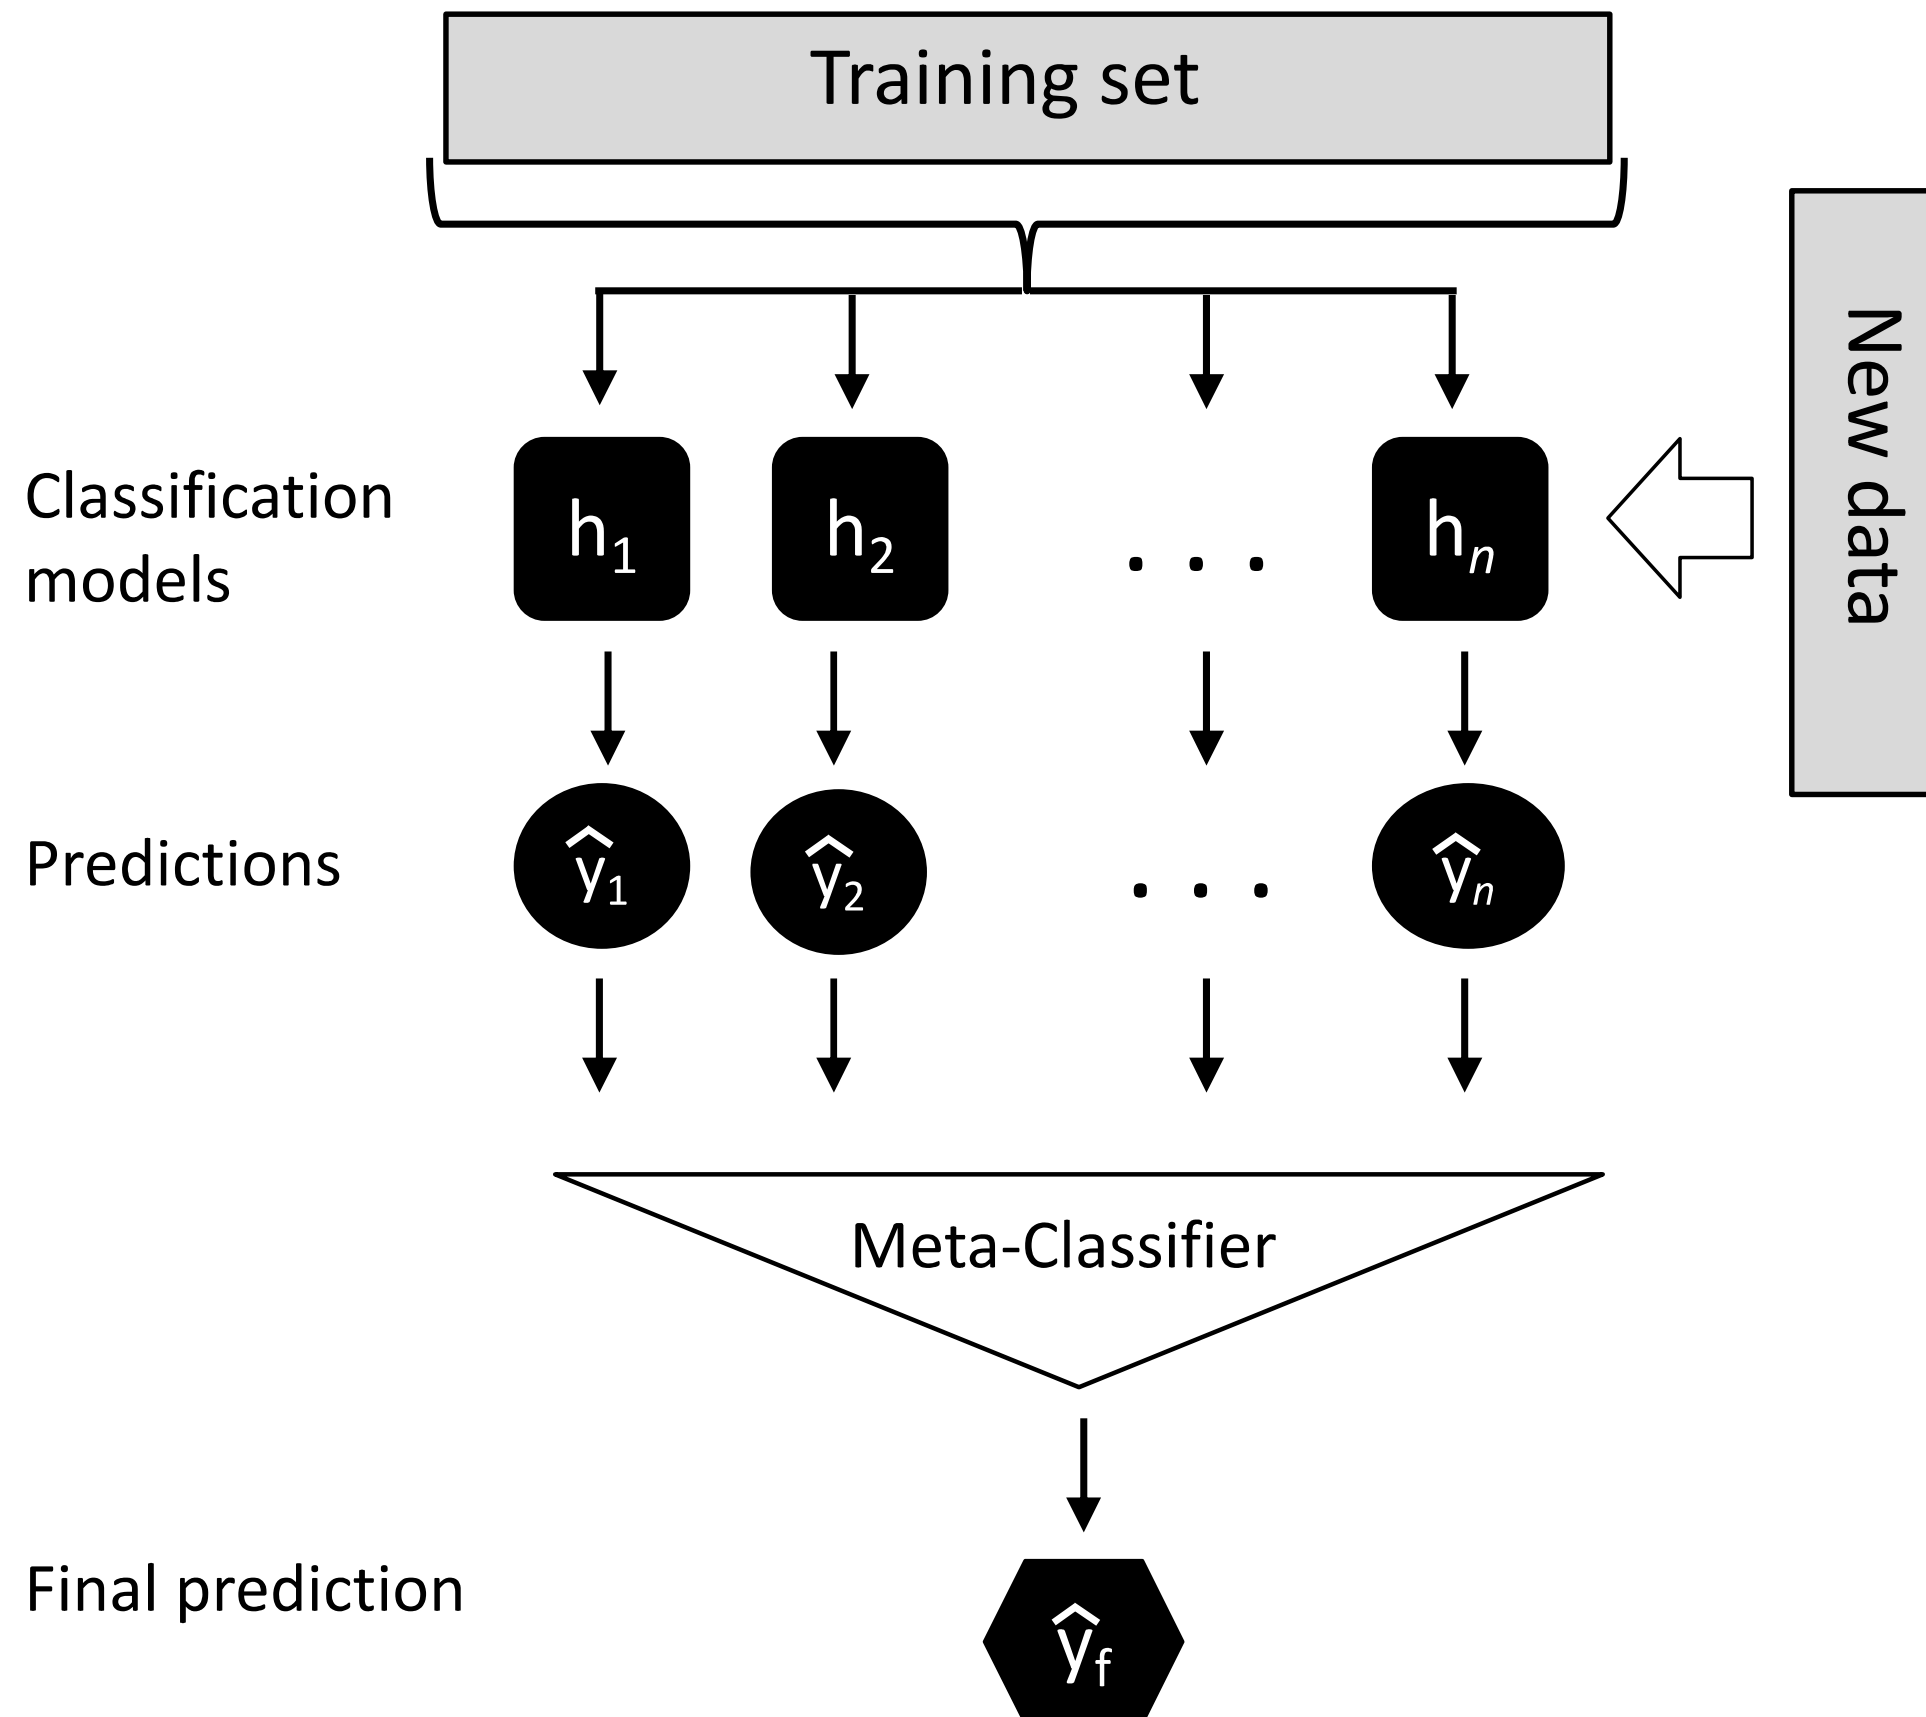 Training set
New data
Classification
models
h₁
h₂
. . .
hₙ
Predictions
ŷ₁
ŷ₂
. . .
ŷₙ
Meta-Classifier
Final prediction
ŷf